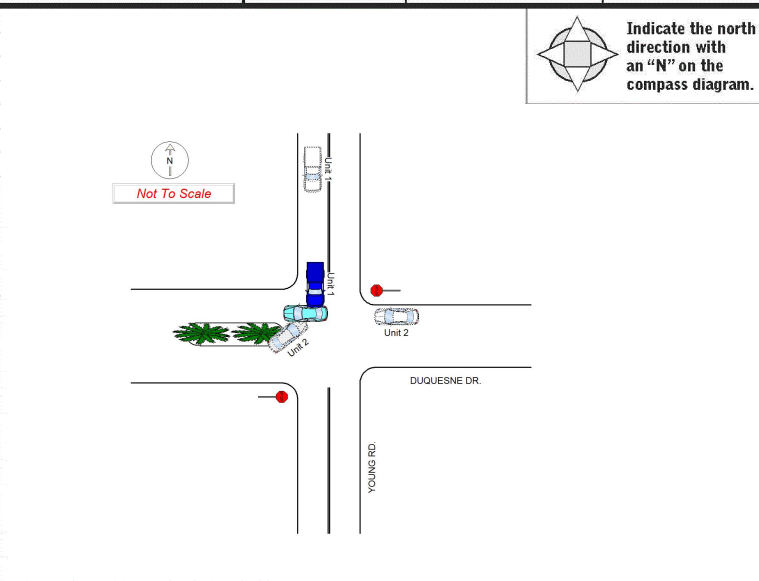 Indicate the north
direction with
an “N” on the
compass diagram.
N
Not To Scale
Unit 1
Unit 1
Unit 2
Unit 2
DUQUESNE DR.
YOUNG RD.